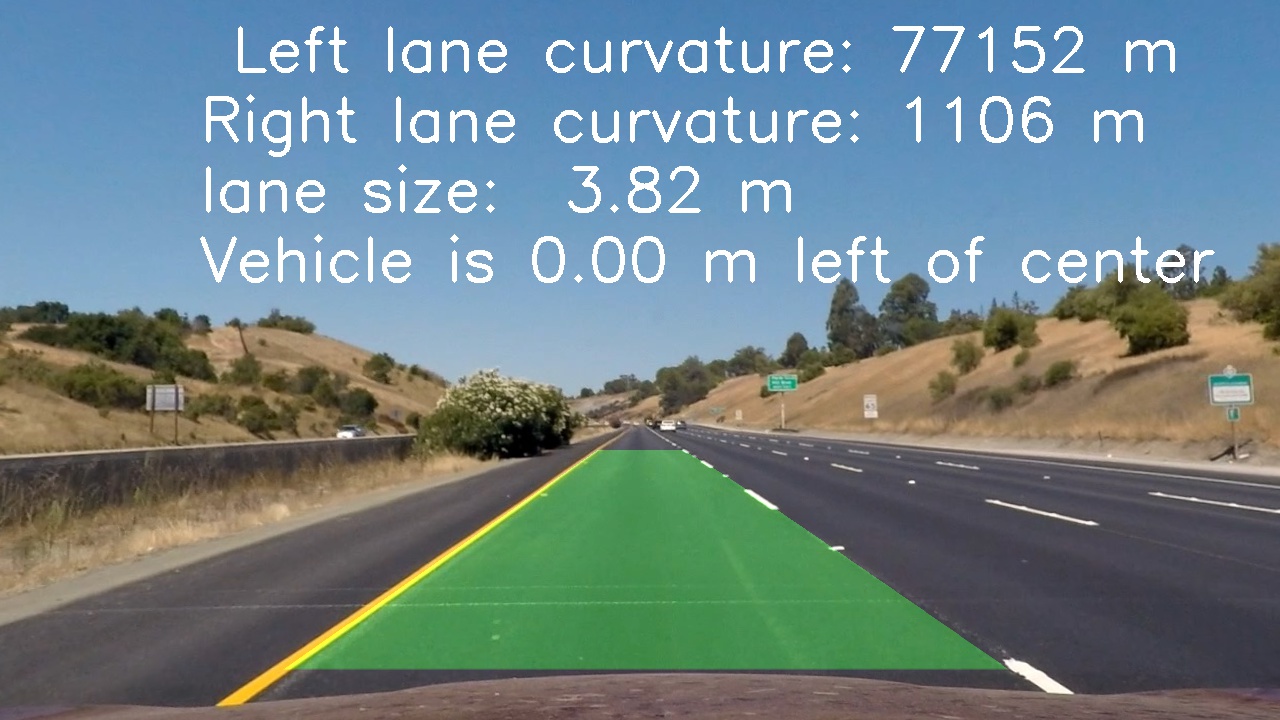 Left lane curvature: 77152 m
Right lane curvature: 1106 m
lane size: 3.82 m
Vehicle is 0.00 m left of center